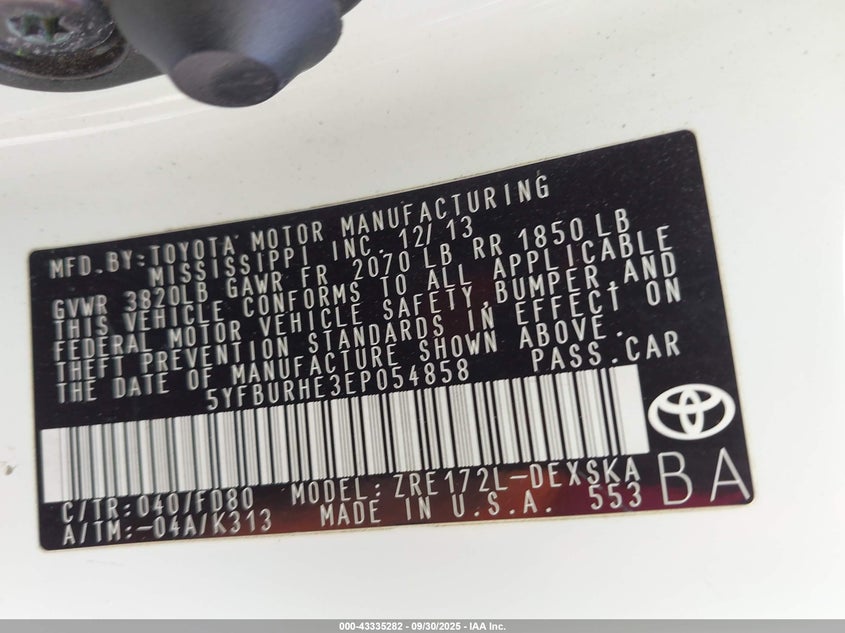 MFD. BY: TOYOTA MOTOR MANUFACTURING
MISSISSIPPI INC. 12/13
GVWR 3820LB GAWR FR 2070 LB RR 1850 LB
THIS VEHICLE CONFORMS TO ALL APPLICABLE
FEDERAL MOTOR VEHICLE SAFETY, BUMPER, AND
THEFT PREVENTION STANDARDS IN EFFECT ON
THE DATE OF MANUFACTURE SHOWN ABOVE.
5YFBURHE3EP054858 PASS. CAR
C/TR: 040/FD80 MODEL: ZRE172L-DEXSKA
A/TM: -04A/K313 MADE IN U.S.A. 553
BA
000-43335282 - 09/30/2025 - IAA Inc.